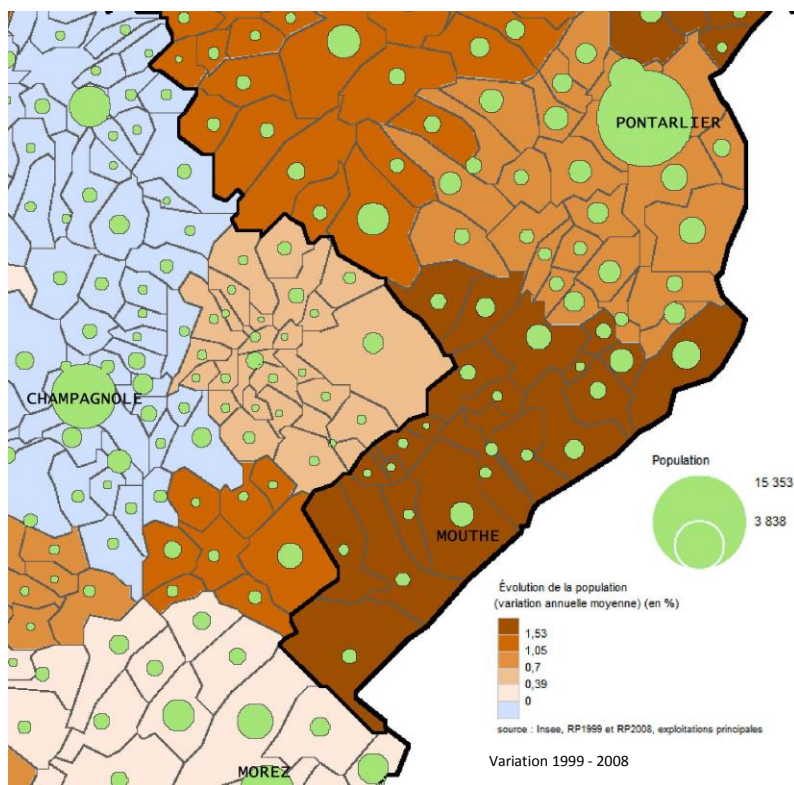 PONTARLIER
CHAMPAGNOLE
MOUTHE
MOREZ
Population
15 353
3 838
Évolution de la population
(variation annuelle moyenne) (en %)
1,53
1,05
0,7
0,39
0
source : Insee, RP1999 et RP2008, exploitations principales
Variation 1999 - 2008